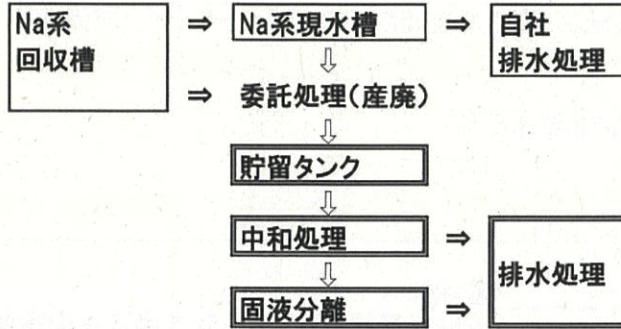 Na系
回収槽
⇒
Na系現水槽
⇒
自社
排水処理
⇩
⇒
委託処理(産廃)
⇩
貯留タンク
⇩
中和処理
⇒
排水処理
⇩
固液分離
⇒